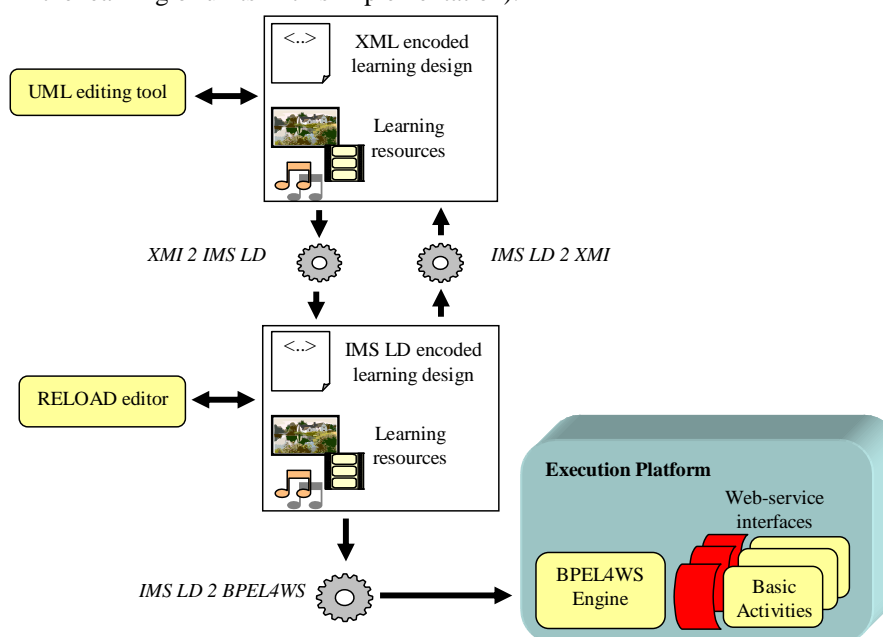 <..>
XML encoded
learning design
UML editing tool
Learning
resources
XMI 2 IMS LD
IMS LD 2 XMI
<..>
IMS LD encoded
learning design
RELOAD editor
Learning
resources
Execution Platform
Web-service
interfaces
IMS LD 2 BPEL4WS
BPEL4WS
Engine
Basic
Activities